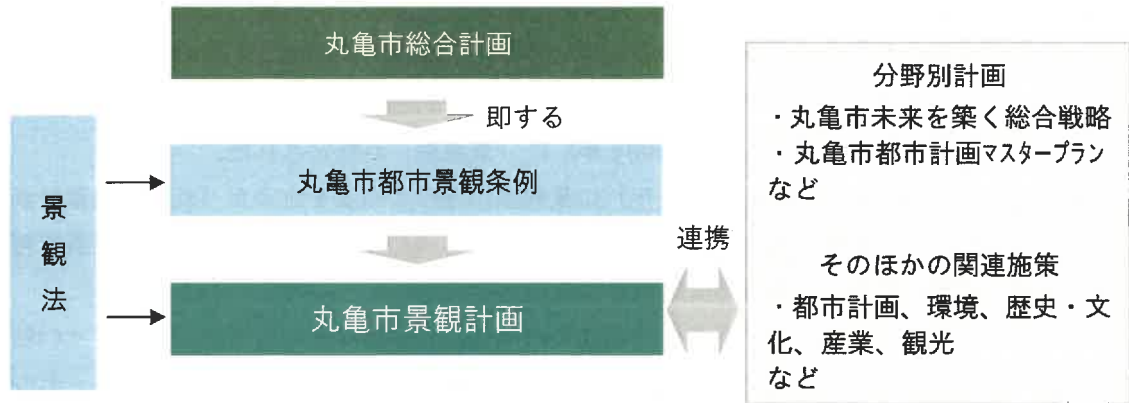 丸亀市総合計画
即する
景観法
丸亀市都市景観条例
丸亀市景観計画
連携
分野別計画
・丸亀市未来を築く総合戦略
・丸亀市都市計画ﾏｽﾀｰﾌﾟﾗﾝ
など
そのほかの関連施策
・都市計画、環境、歴史・文
化、産業、観光
など